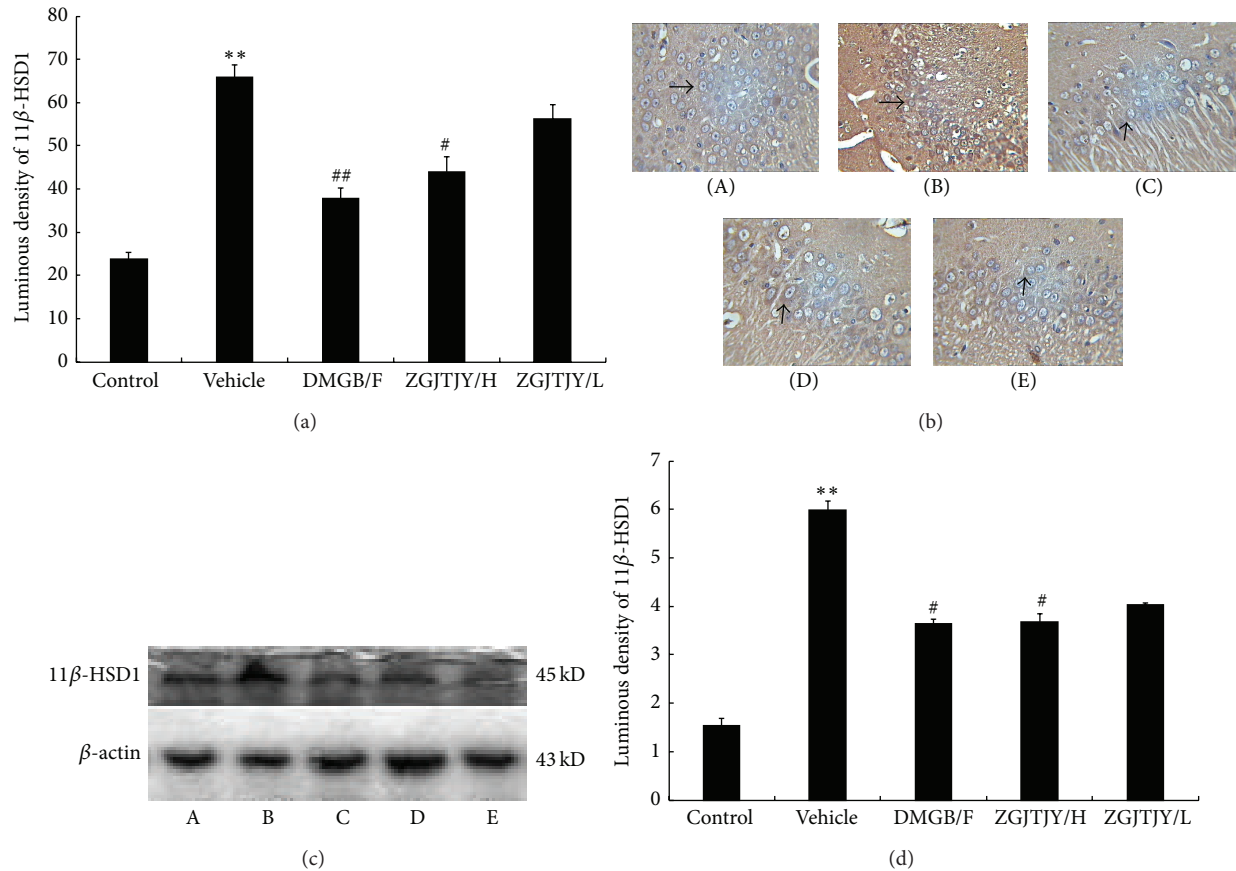 Luminous density of 11β-HSD1
80
70
60
50
40
30
20
10
0
**
##
#
Control Vehicle DMGB/F ZGJTJY/H ZGJTJY/L
(a)
(A) (B) (C)
(D) (E)
(b)
11β-HSD1 45 kD
β-actin 43 kD
A B C D E
(c)
Luminous density of 11β-HSD1
7
6
5
4
3
2
1
0
**
# #
Control Vehicle DMGB/F ZGJTJY/H ZGJTJY/L
(d)